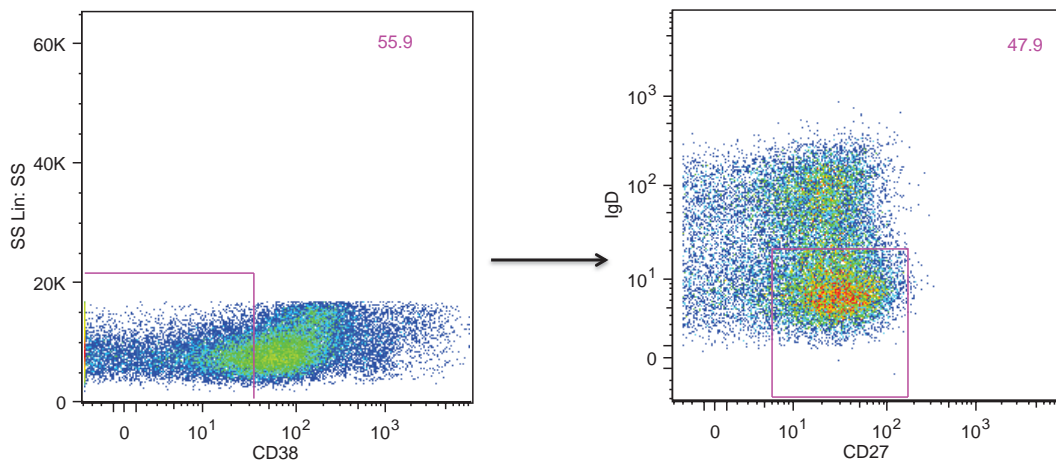 55.9
60K
40K
20K
0
SS Lin: SS
0 10¹ 10² 10³
CD38
47.9
10³
10²
10¹
0
IgD
0 10¹ 10² 10³
CD27